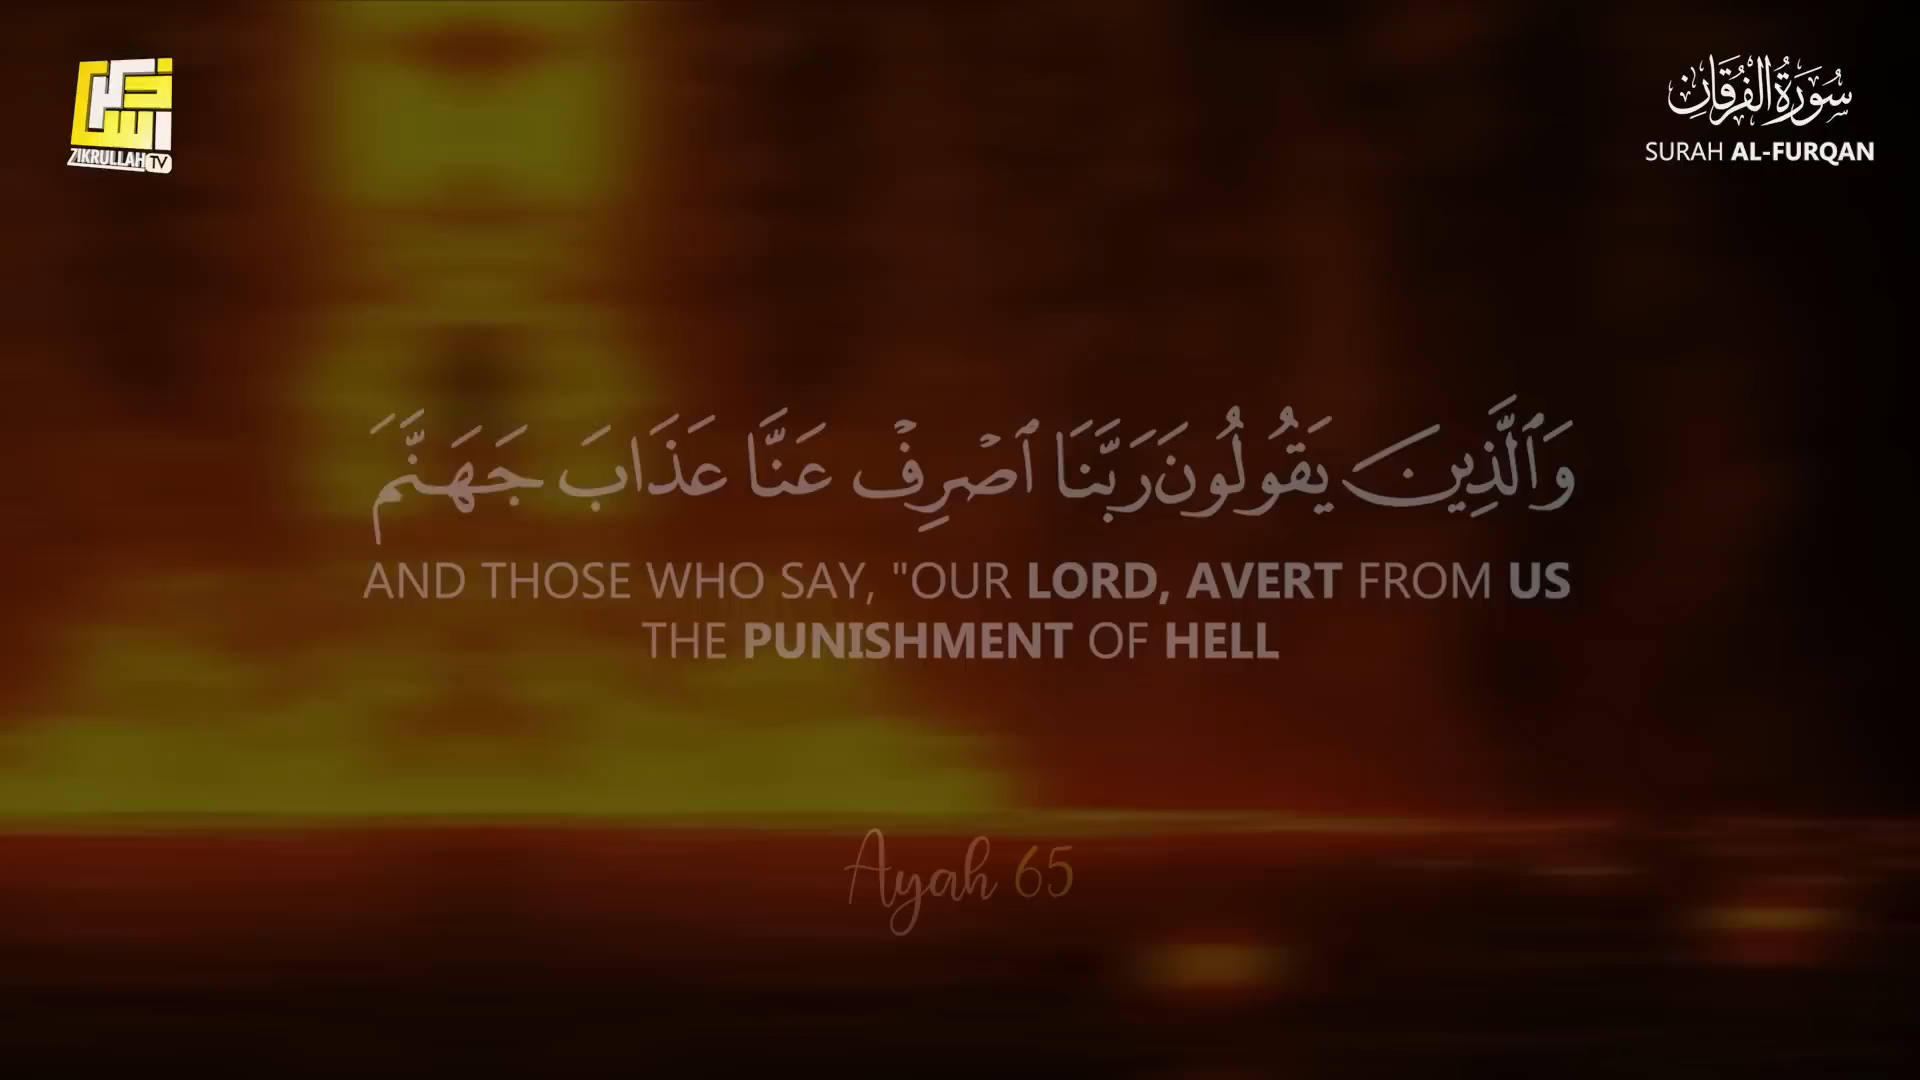 ZIKRULLAH TV
سُورَةُ الفُرْقَان
SURAH AL-FURQAN
وَٱلَّذِينَ يَقُولُونَ رَبَّنَا ٱصْرِفْ عَنَّا عَذَابَ جَهَنَّمَ
AND THOSE WHO SAY, "OUR LORD, AVERT FROM US
THE PUNISHMENT OF HELL
Ayah 65